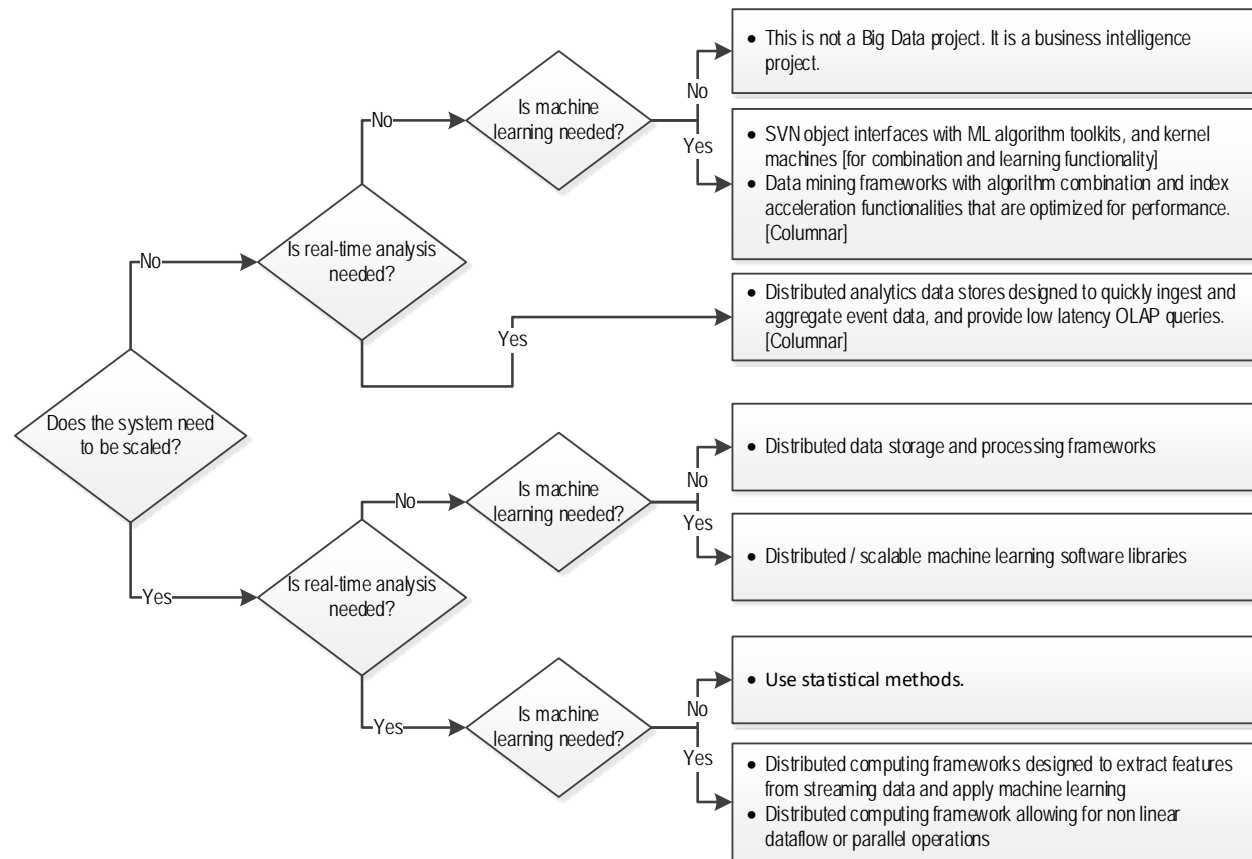 • This is not a Big Data project. It is a business intelligence
project.
No
Is machine
learning needed?
No
Yes
• SVN object interfaces with ML algorithm toolkits, and kernel
machines [for combination and learning functionality]
• Data mining frameworks with algorithm combination and index
acceleration functionalities that are optimized for performance.
[Columnar]
Is real-time analysis
needed?
No
• Distributed analytics data stores designed to quickly ingest and
aggregate event data, and provide low latency OLAP queries.
[Columnar]
Yes
Does the system need
to be scaled?
• Distributed data storage and processing frameworks
No
Is machine
learning needed?
No
Yes
• Distributed / scalable machine learning software libraries
Is real-time analysis
needed?
Yes
• Use statistical methods.
No
Is machine
learning needed?
Yes
Yes
• Distributed computing frameworks designed to extract features
from streaming data and apply machine learning
• Distributed computing framework allowing for non linear
dataflow or parallel operations